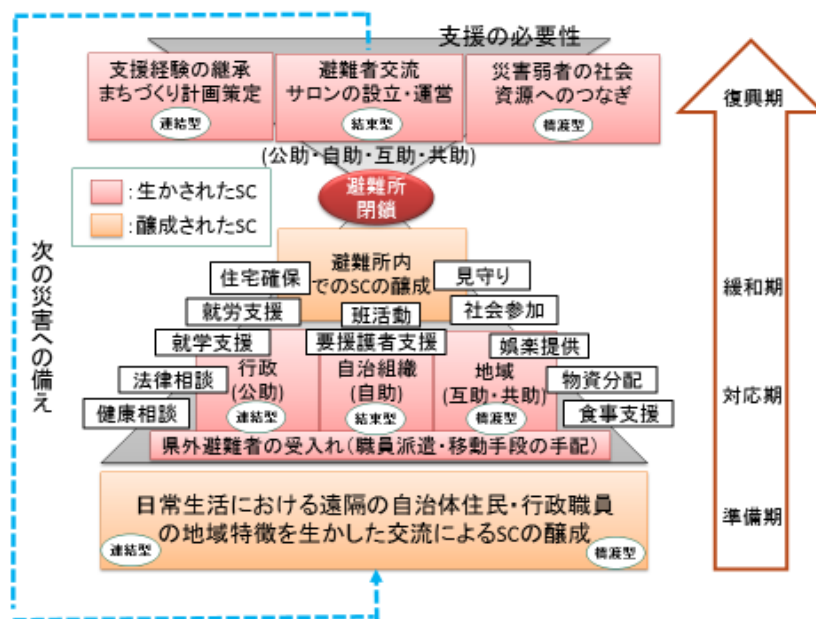 支援の必要性
支援経験の継承
まちづくり計画策定
連結型
避難者交流
サロンの設立・運営
結束型
災害弱者の社会
資源へのつなぎ
橋渡型
(公助・自助・互助・共助)
避難所
閉鎖
:生かされたSC
:醸成されたSC
避難所内
でのSCの醸成
住宅確保
見守り
就労支援
班活動
社会参加
就学支援
要援護者支援
娯楽提供
法律相談
行政
(公助)
連結型
自治組織
(自助)
結束型
地域
(互助・共助)
橋渡型
物資分配
健康相談
食事支援
県外避難者の受入れ(職員派遣・移動手段の手配)
日常生活における遠隔の自治体住民・行政職員
の地域特徴を生かした交流によるSCの醸成
連結型
橋渡型
次の災害への備え
復興期
緩和期
対応期
準備期